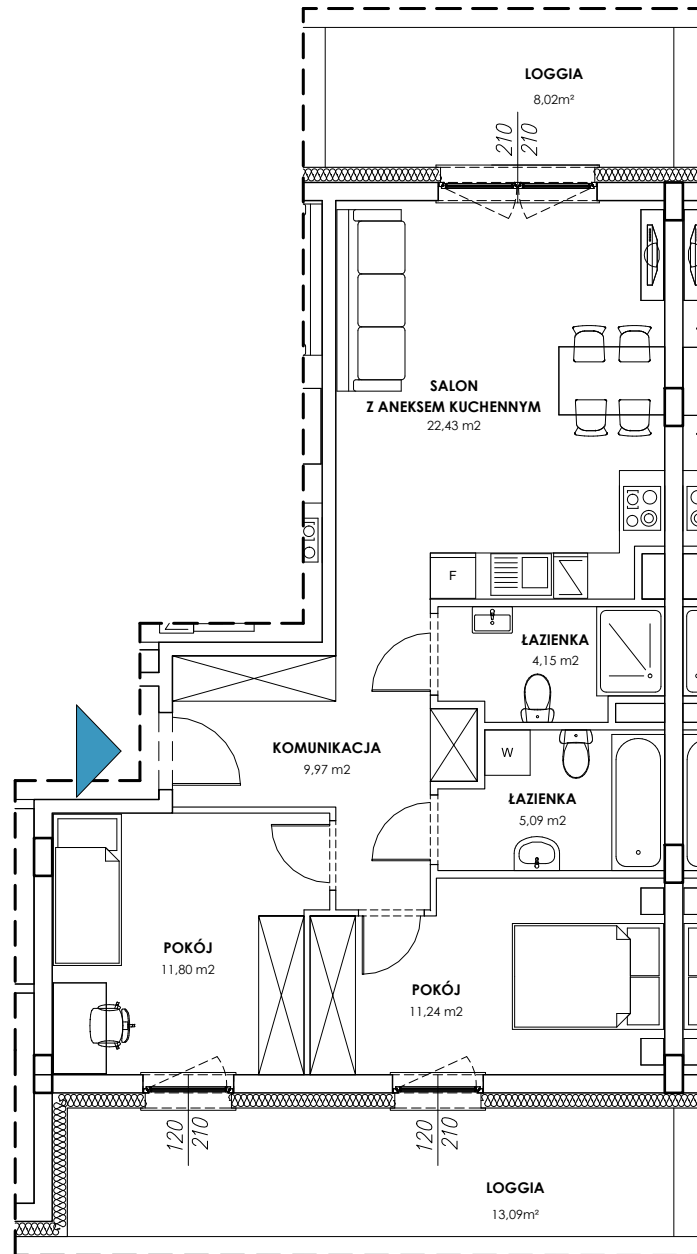 LOGGIA
8,02m²
210
210
SALON
Z ANEKSEM KUCHENNYM
22,43 m2
F
ŁAZIENKA
4,15 m2
KOMUNIKACJA
9,97 m2
W
ŁAZIENKA
5,09 m2
POKÓJ
11,80 m2
POKÓJ
11,24 m2
120
210
120
210
LOGGIA
13,09m²